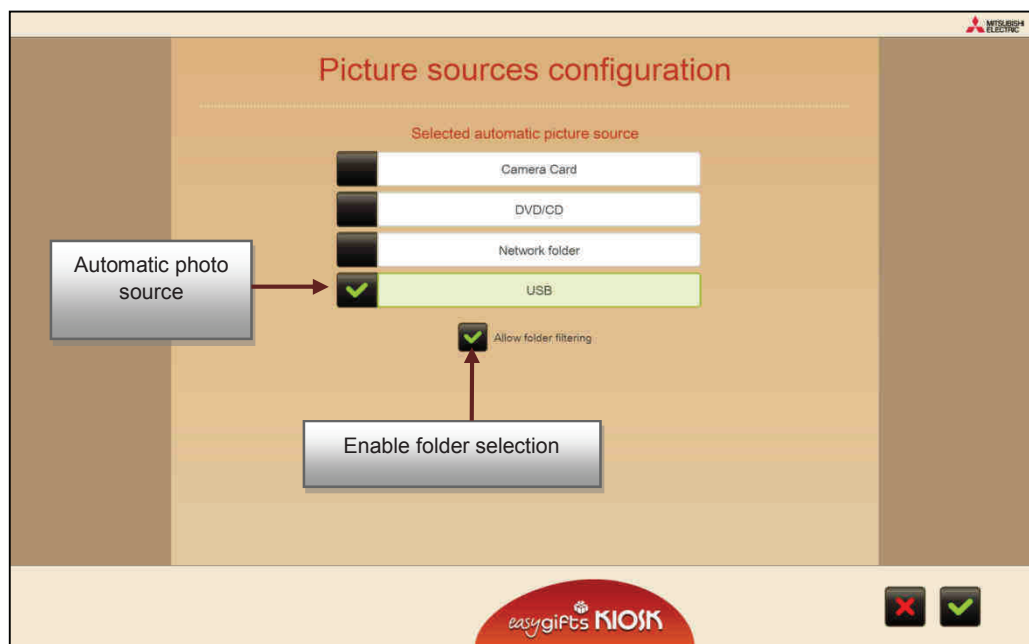 MITSUBISHI
ELECTRIC
Picture sources configuration
Selected automatic picture source
Camera Card
DVD/CD
Network folder
Automatic photo
source
USB
Allow folder filtering
Enable folder selection
easygifts KIOSK